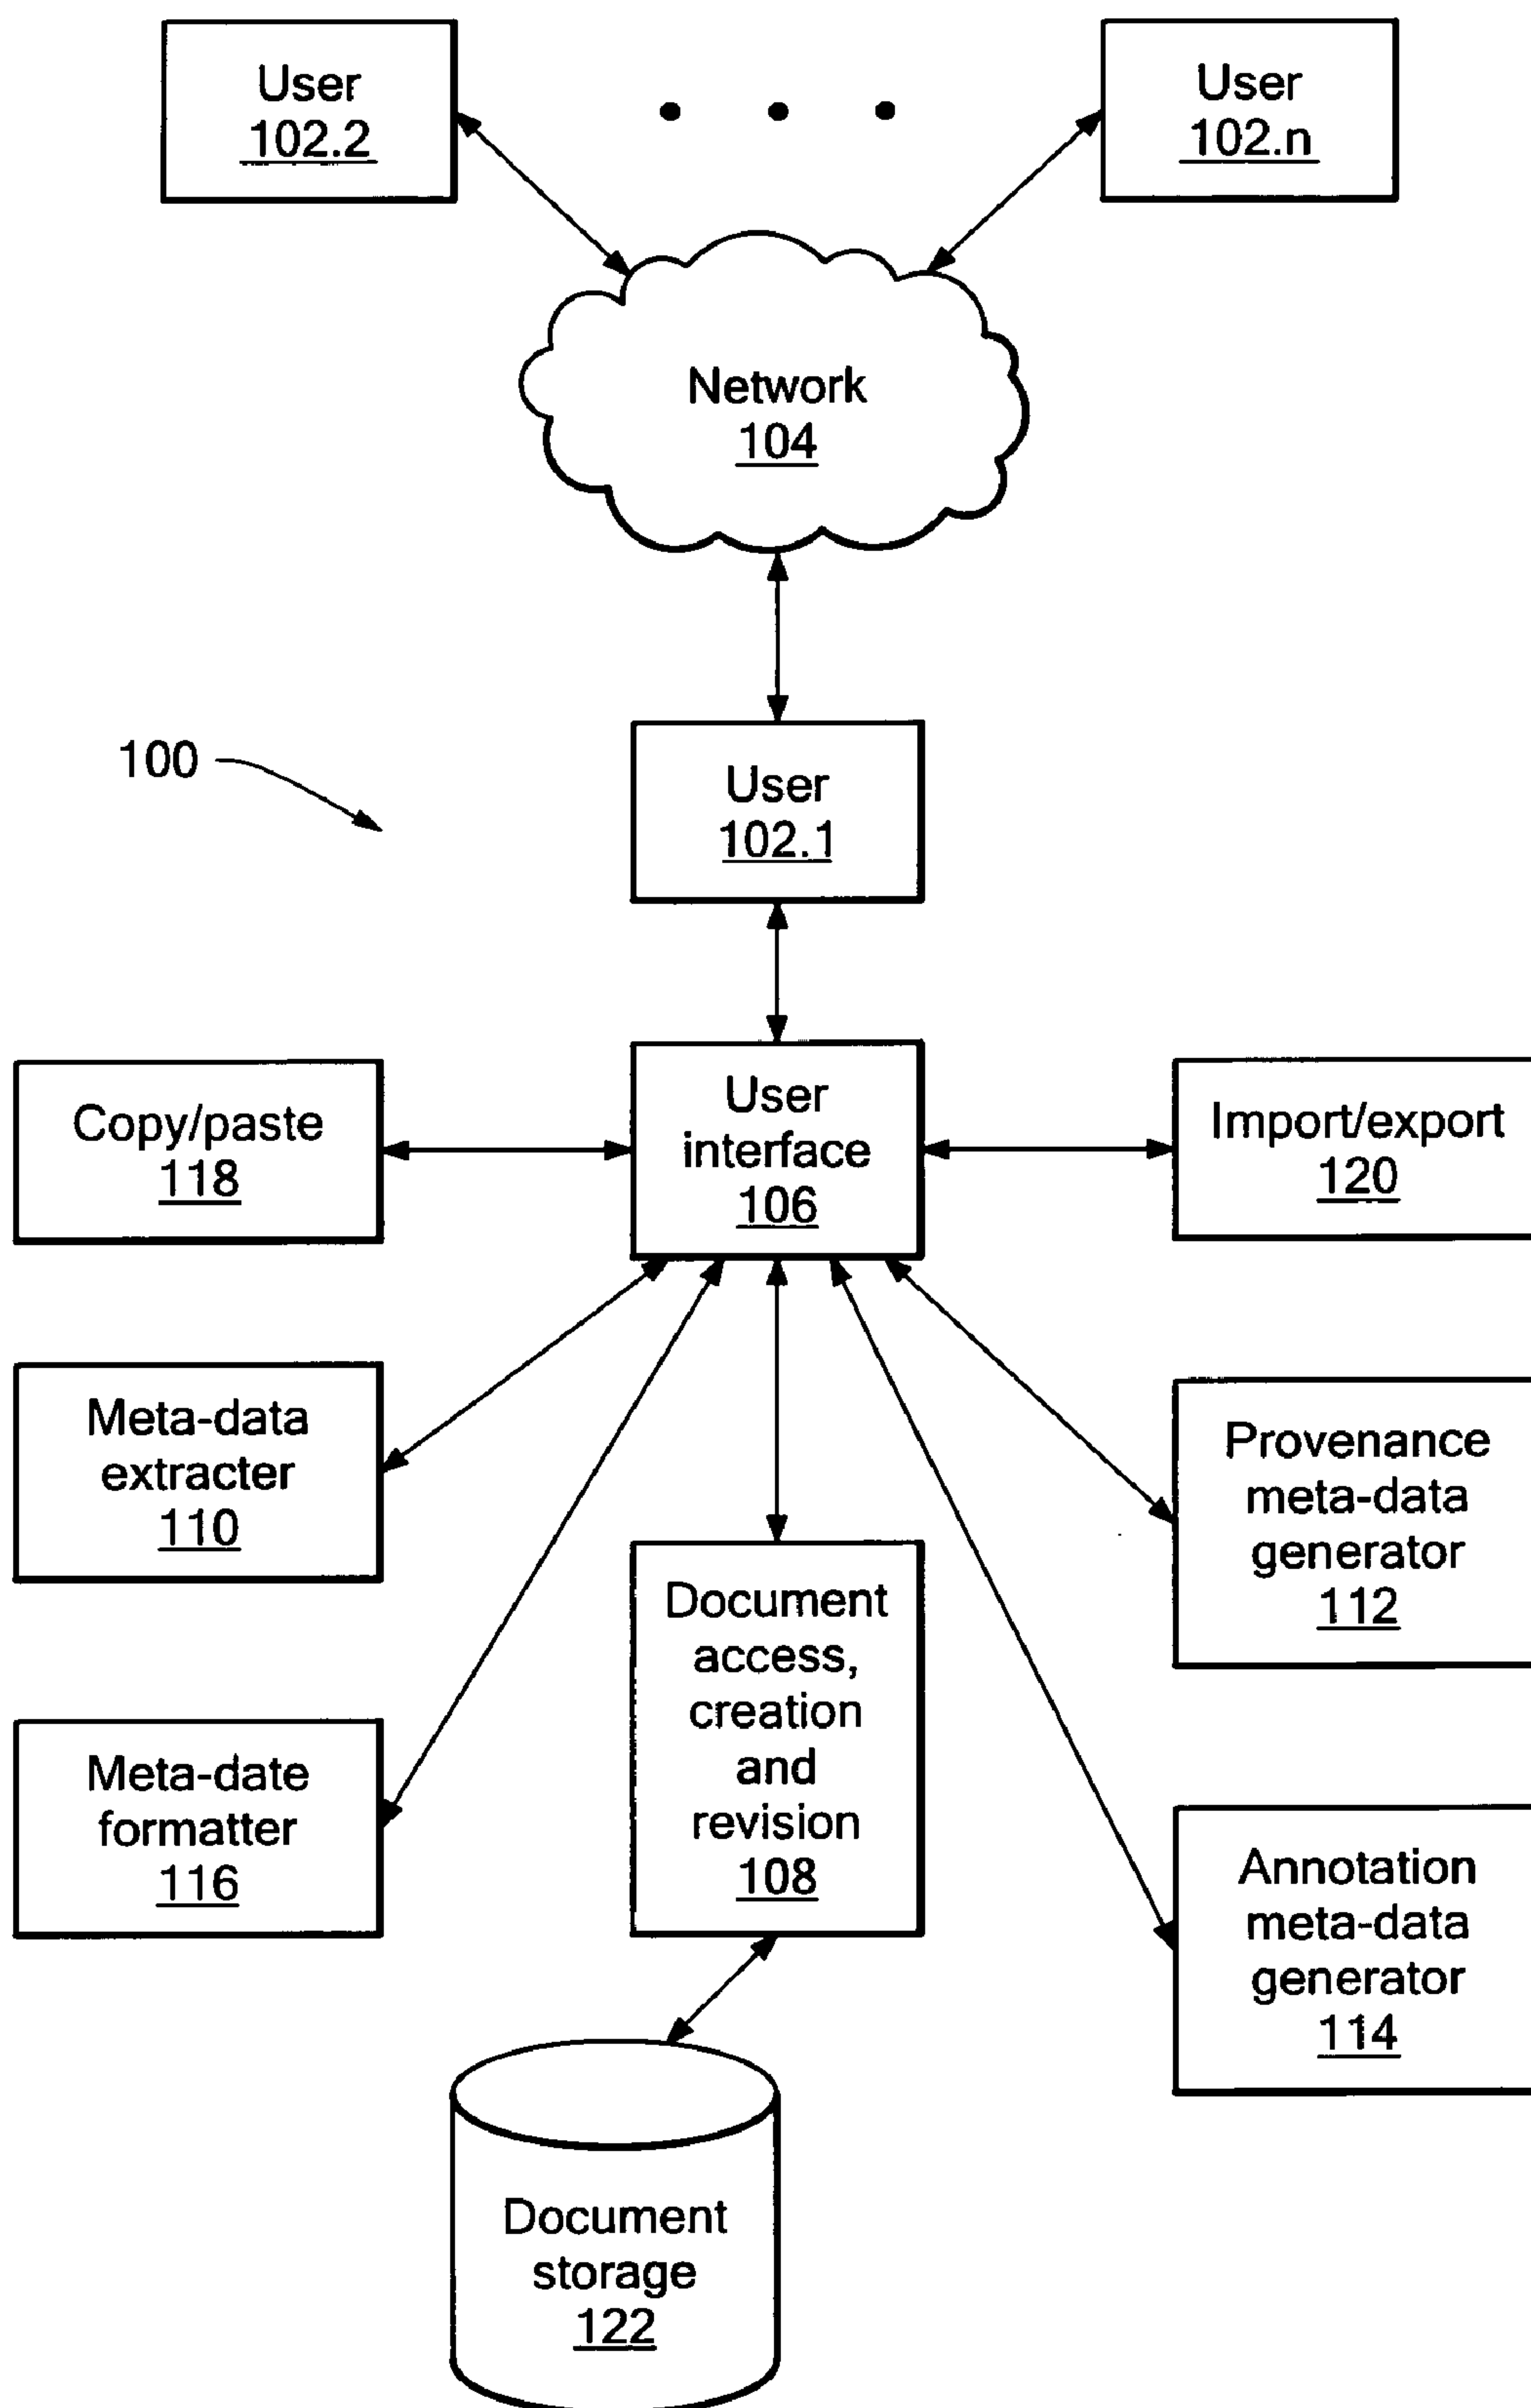 User
102.2
User
102.n
Network
104
100
User
102.1
Copy/paste
118
User
interface
106
Import/export
120
Meta-data
extracter
110
Provenance
meta-data
generator
112
Document
access,
creation
and
revision
108
Meta-date
formatter
116
Annotation
meta-data
generator
114
Document
storage
122